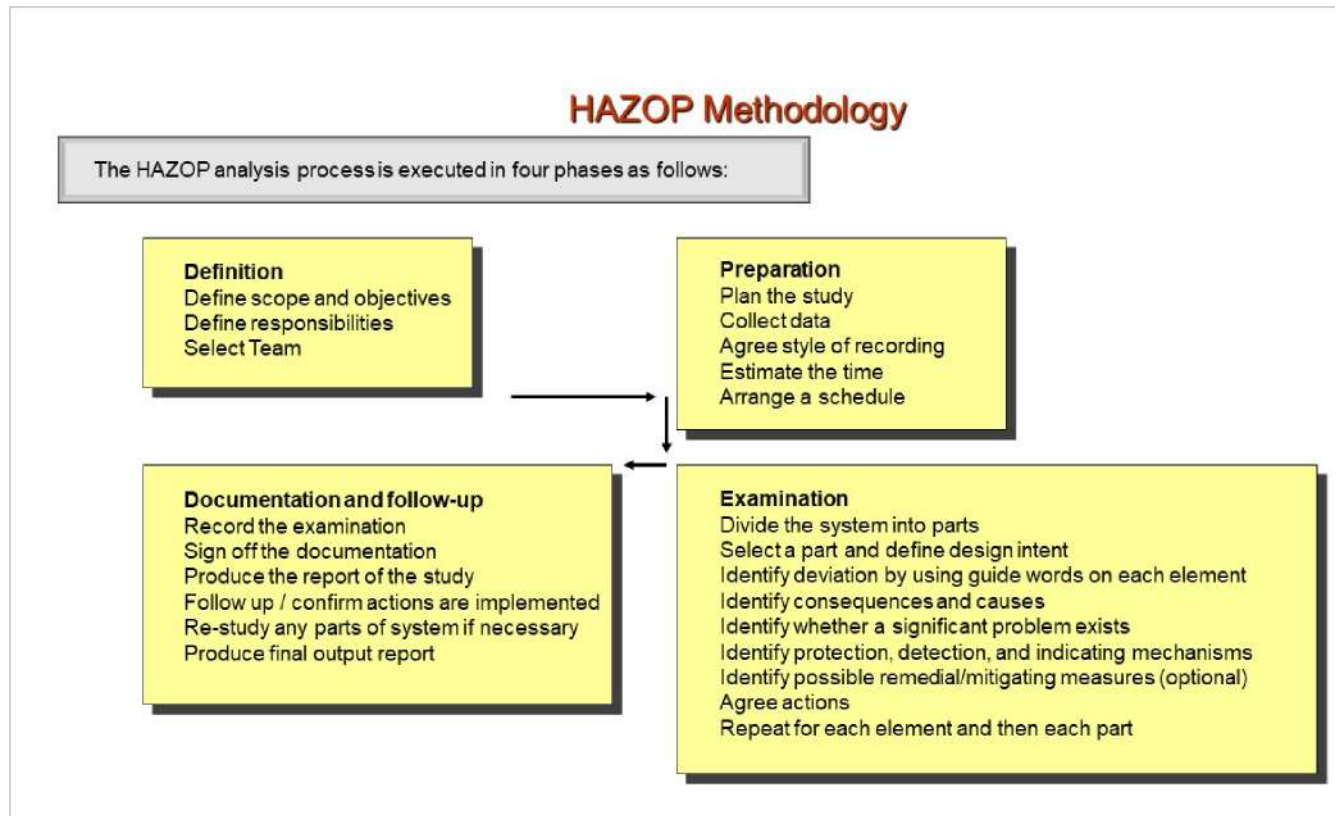 HAZOP Methodology
The HAZOP analysis process is executed in four phases as follows:
Definition
Define scope and objectives
Define responsibilities
Select Team
Preparation
Plan the study
Collect data
Agree style of recording
Estimate the time
Arrange a schedule
Examination
Divide the system into parts
Select a part and define design intent
Identify deviation by using guide words on each element
Identify consequences and causes
Identify whether a significant problem exists
Identify protection, detection, and indicating mechanisms
Identify possible remedial/mitigating measures (optional)
Agree actions
Repeat for each element and then each part
Documentation and follow-up
Record the examination
Sign off the documentation
Produce the report of the study
Follow up / confirm actions are implemented
Re-study any parts of system if necessary
Produce final output report